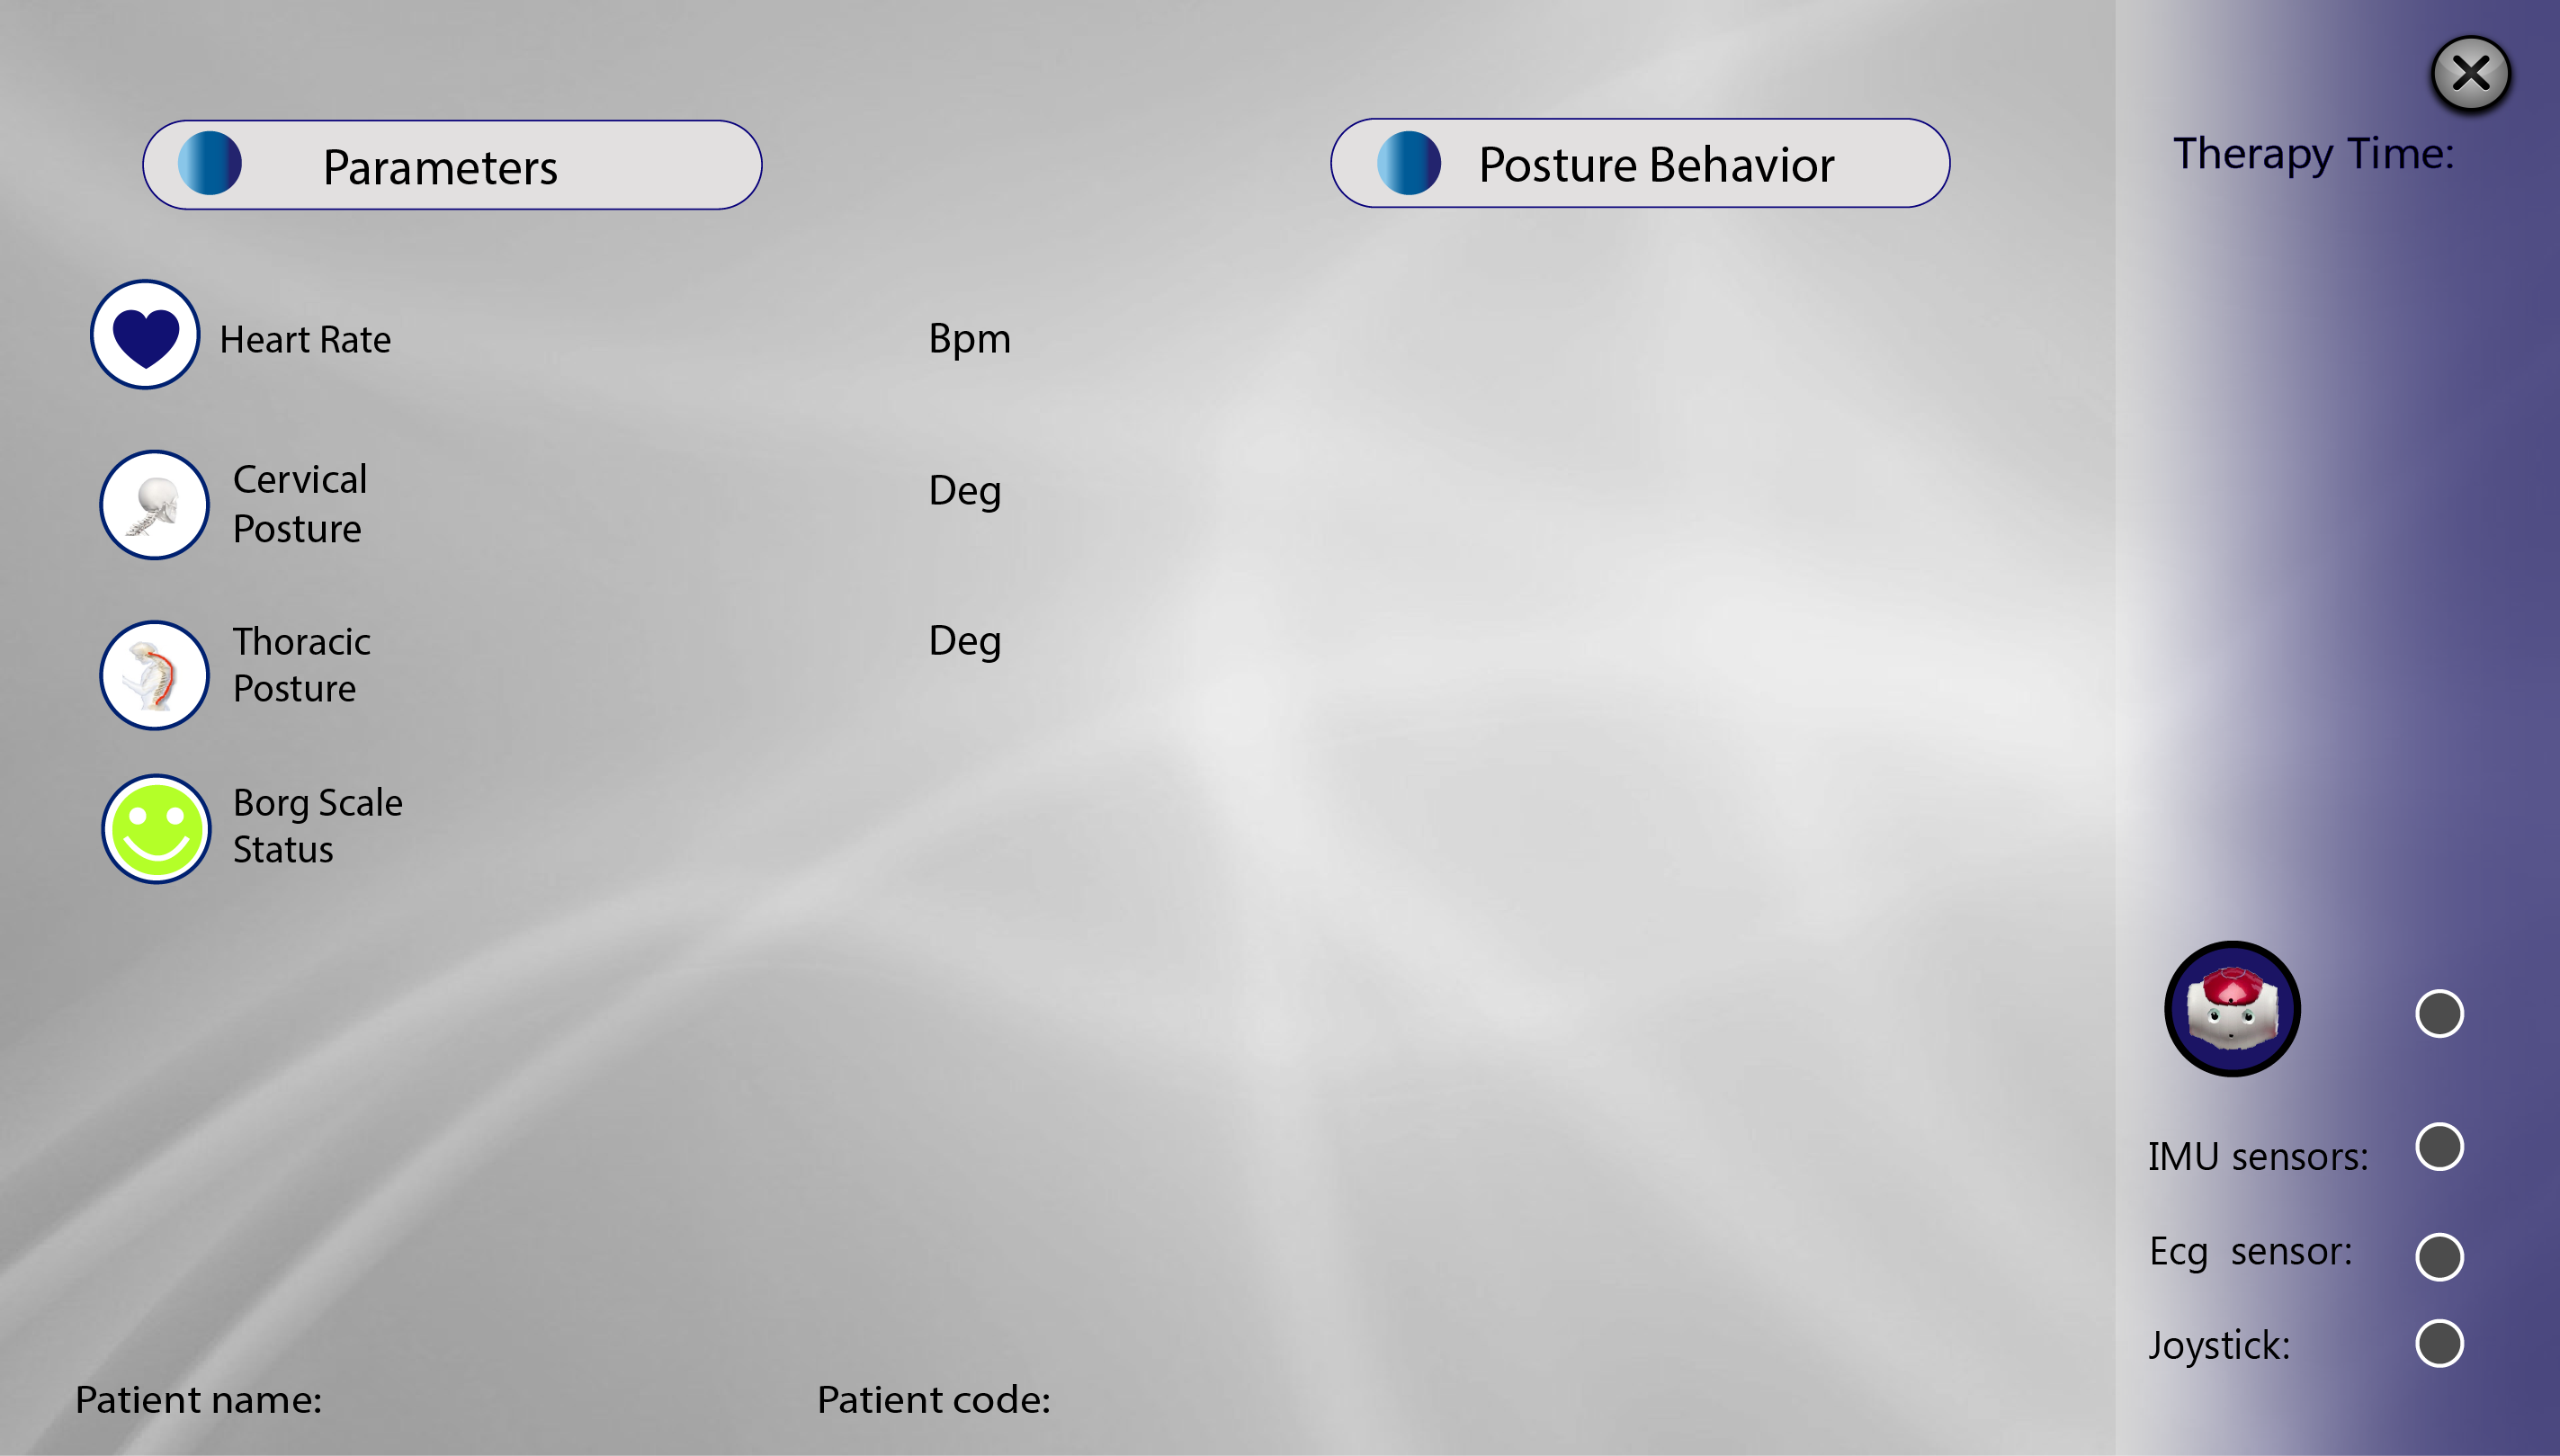 Parameters
Posture Behavior
Therapy Time:
Heart Rate
Bpm
Cervical
Posture
Deg
Thoracic
Posture
Deg
Borg Scale
Status
IMU sensors:
Ecg sensor:
Joystick:
Patient name:
Patient code: